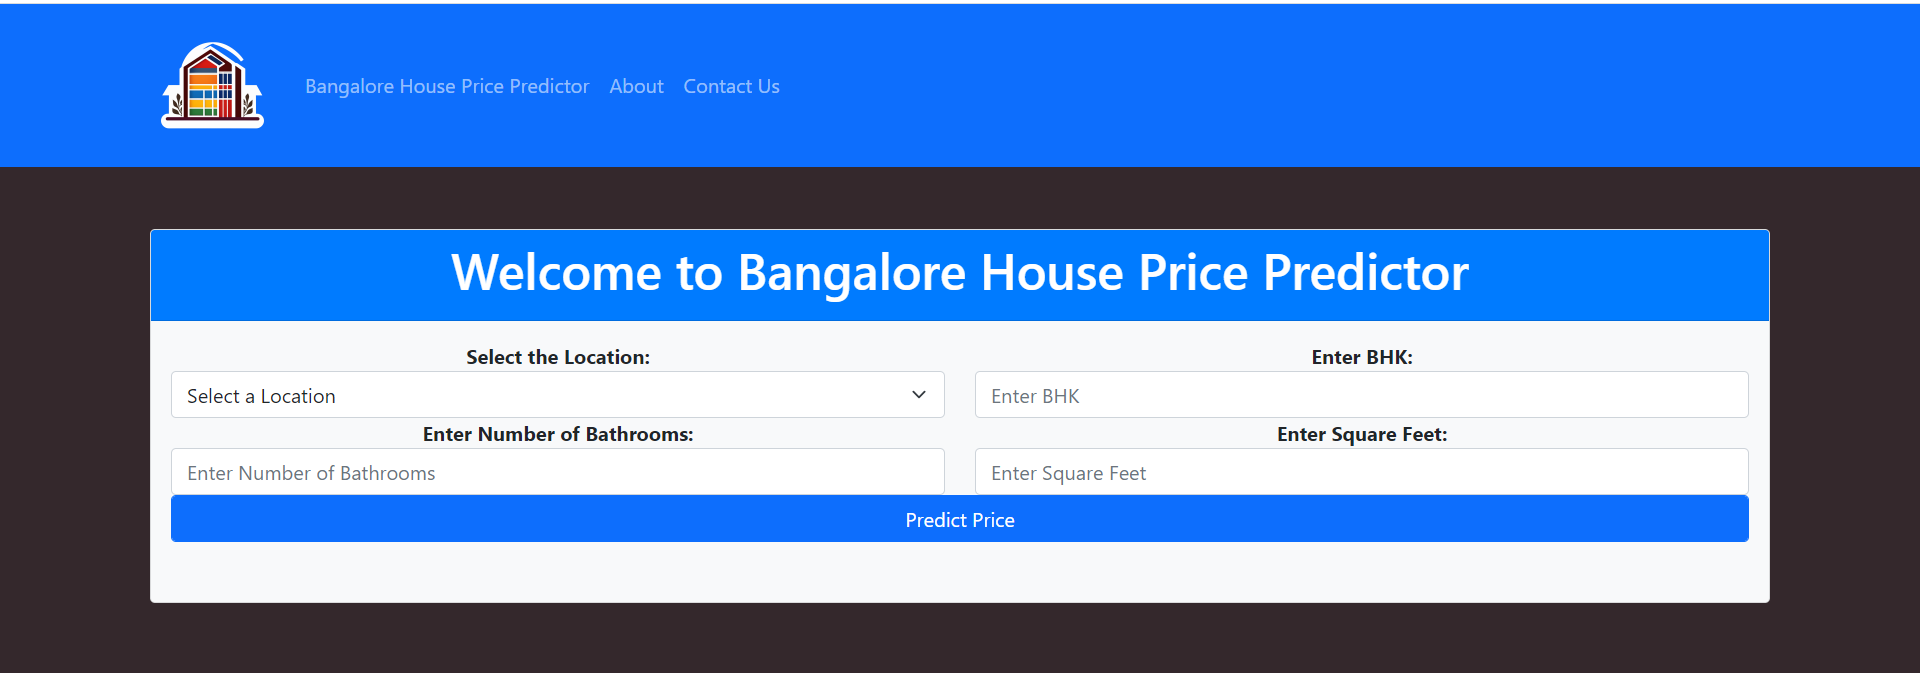 Bangalore House Price Predictor About Contact Us
Welcome to Bangalore House Price Predictor
Select the Location:
Select a Location
Enter BHK:
Enter BHK
Enter Number of Bathrooms:
Enter Number of Bathrooms
Enter Square Feet:
Enter Square Feet
Predict Price